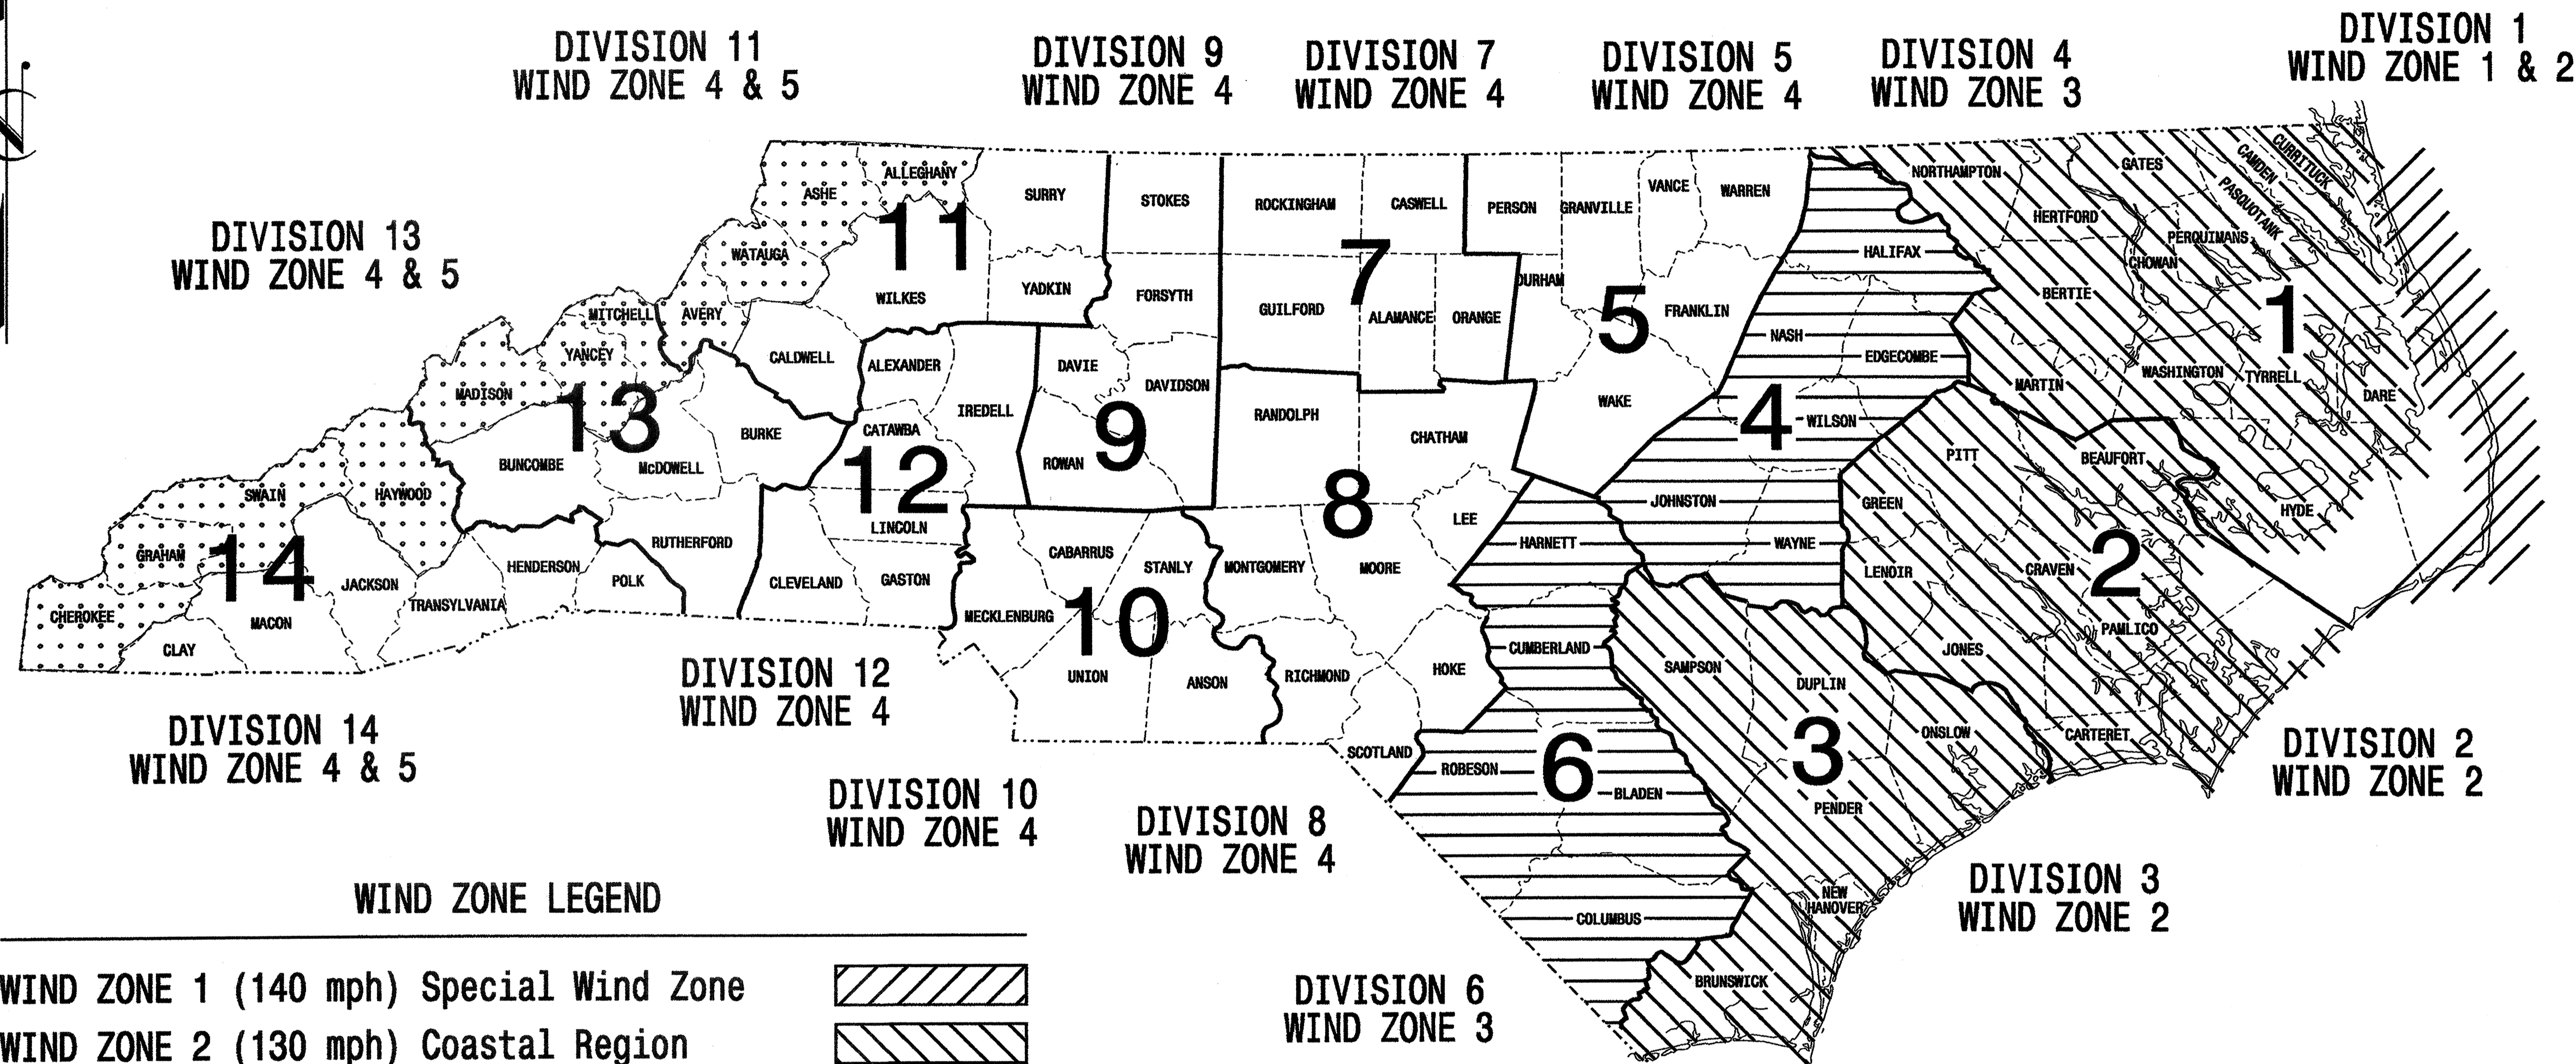 DIVISION 1
WIND ZONE 1 & 2
DIVISION 11
WIND ZONE 4 & 5
DIVISION 9
WIND ZONE 4
DIVISION 7
WIND ZONE 4
DIVISION 5
WIND ZONE 4
DIVISION 4
WIND ZONE 3
DIVISION 13
WIND ZONE 4 & 5
N
ASHE
ALLEGHANY
SURRY
STOKES
ROCKINGHAM
CASWELL
PERSON
GRANVILLE
VANCE
WARREN
NORTHAMPTON
GATES
CAMDEN
CURRITUCK
PASQUOTANK
HERTFORD
PERQUIMANS
CHOWAN
HALIFAX
BERTIE
11
7
5
1
WATAUGA
WILKES
YADKIN
FORSYTH
GUILFORD
ALAMANCE
ORANGE
DURHAM
FRANKLIN
NASH
EDGECOMBE
MARTIN
WASHINGTON
TYRRELL
DARE
MITCHELL
AVERY
YANCEY
MADISON
CALDWELL
ALEXANDER
DAVIE
DAVIDSON
IREDELL
RANDOLPH
CHATHAM
WAKE
WILSON
13
12
9
8
4
BUNCOMBE
McDOWELL
BURKE
CATAWBA
ROWAN
PITT
BEAUFORT
HYDE
SWAIN
HAYWOOD
LINCOLN
LEE
JOHNSTON
GREEN
GRAHAM
14
JACKSON
HENDERSON
RUTHERFORD
POLK
CLEVELAND
GASTON
CABARRUS
STANLY
MONTGOMERY
MOORE
HARNETT
WAYNE
LENOIR
CRAVEN
2
CHEROKEE
MACON
CLAY
TRANSYLVANIA
MECKLENBURG
10
UNION
ANSON
RICHMOND
HOKE
CUMBERLAND
SAMPSON
DUPLIN
JONES
PAMLICO
SCOTLAND
ROBESON
6
BLADEN
3
PENDER
ONSLOW
CARTERET
COLUMBUS
NEW
HANOVER
BRUNSWICK
DIVISION 12
WIND ZONE 4
DIVISION 14
WIND ZONE 4 & 5
DIVISION 2
WIND ZONE 2
DIVISION 10
WIND ZONE 4
DIVISION 8
WIND ZONE 4
DIVISION 3
WIND ZONE 2
DIVISION 6
WIND ZONE 3
WIND ZONE LEGEND
WIND ZONE 1 (140 mph) Special Wind Zone
WIND ZONE 2 (130 mph) Coastal Region